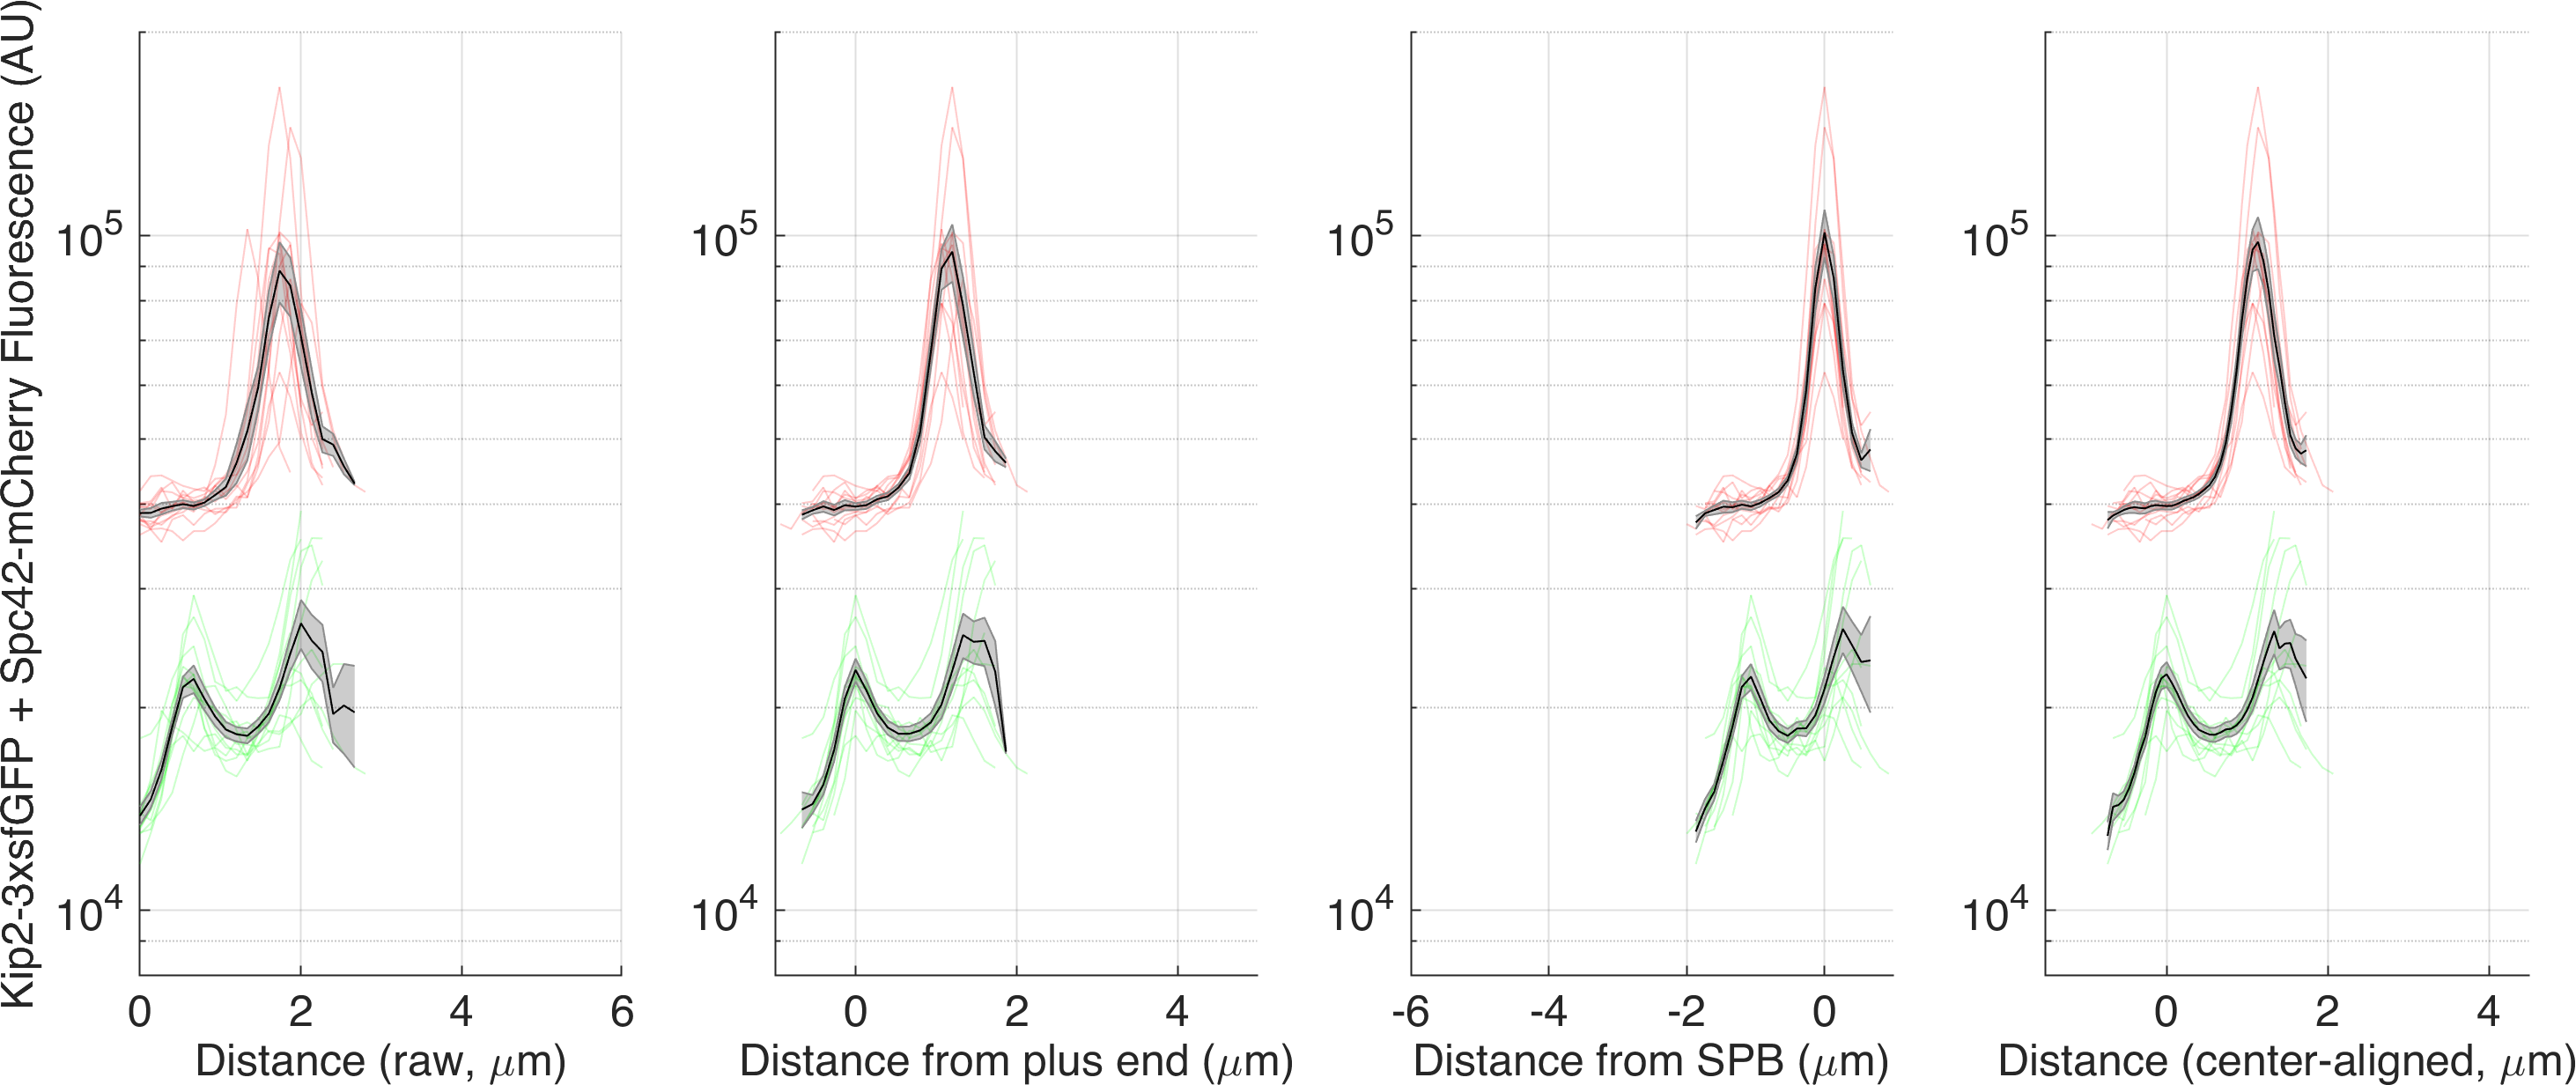 Kip2-3xsfGFP + Spc42-mCherry Fluorescence (AU)
10^5
10^4
0 2 4 6
Distance (raw, μm)
10^5
10^4
0 2 4
Distance from plus end (μm)
10^5
10^4
-6 -4 -2 0
Distance from SPB (μm)
10^5
10^4
0 2 4
Distance (center-aligned, μm)